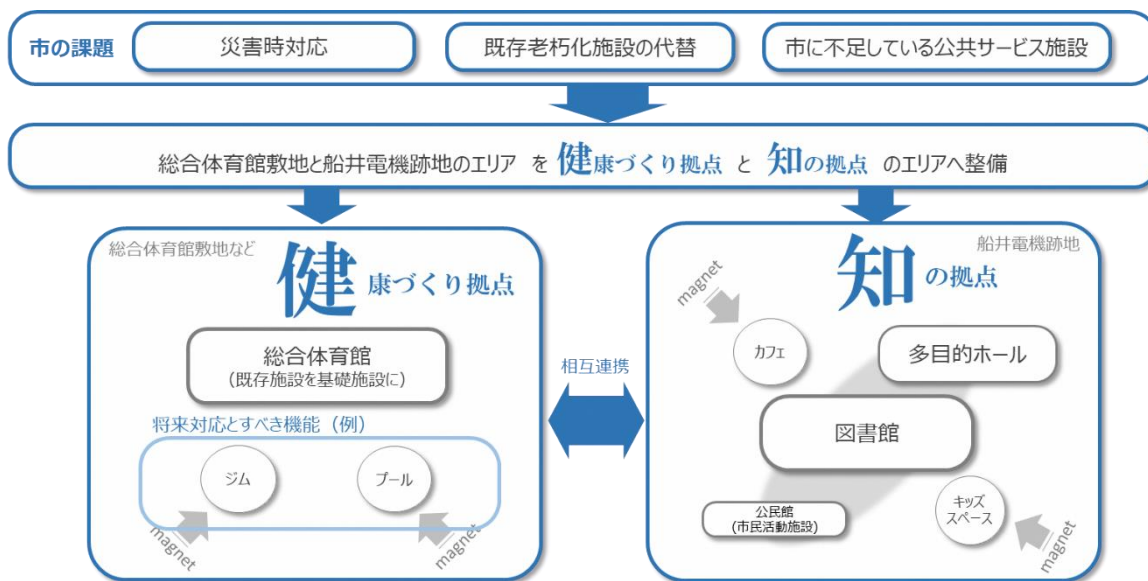 市の課題
災害時対応
既存老朽化施設の代替
市に不足している公共サービス施設
総合体育館敷地と船井電機跡地のエリア を 健康づくり拠点 と 知の拠点 のエリアへ整備
総合体育館敷地など
健康づくり拠点
総合体育館
(既存施設を基礎施設に)
将来対応とすべき機能（例）
ジム
プール
magnet
magnet
相互連携
船井電機跡地
知の拠点
magnet
カフェ
多目的ホール
図書館
公民館
(市民活動施設)
キッズ
スペース
magnet